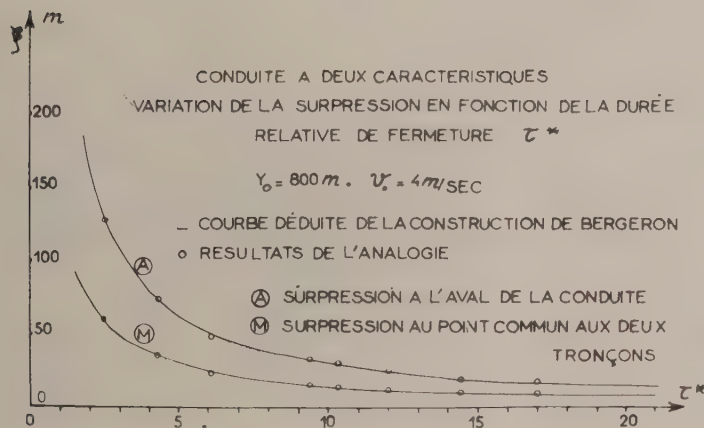 ξ m
CONDUITE A DEUX CARACTERISTIQUES
VARIATION DE LA SURPRESSION EN FONCTION DE LA DURÉE
RELATIVE DE FERMETURE τ*
Y₀ = 800 m. V₀ = 4 m/SEC
_ COURBE DÉDUITE DE LA CONSTRUCTION DE BERGERON
o RESULTATS DE L'ANALOGIE
Ⓐ SURPRESSION A L'AVAL DE LA CONDUITE
Ⓜ SURPRESSION AU POINT COMMUN AUX DEUX
TRONÇONS
200
150
100
50
0
Ⓐ
Ⓜ
τ*
0 5 10 15 20